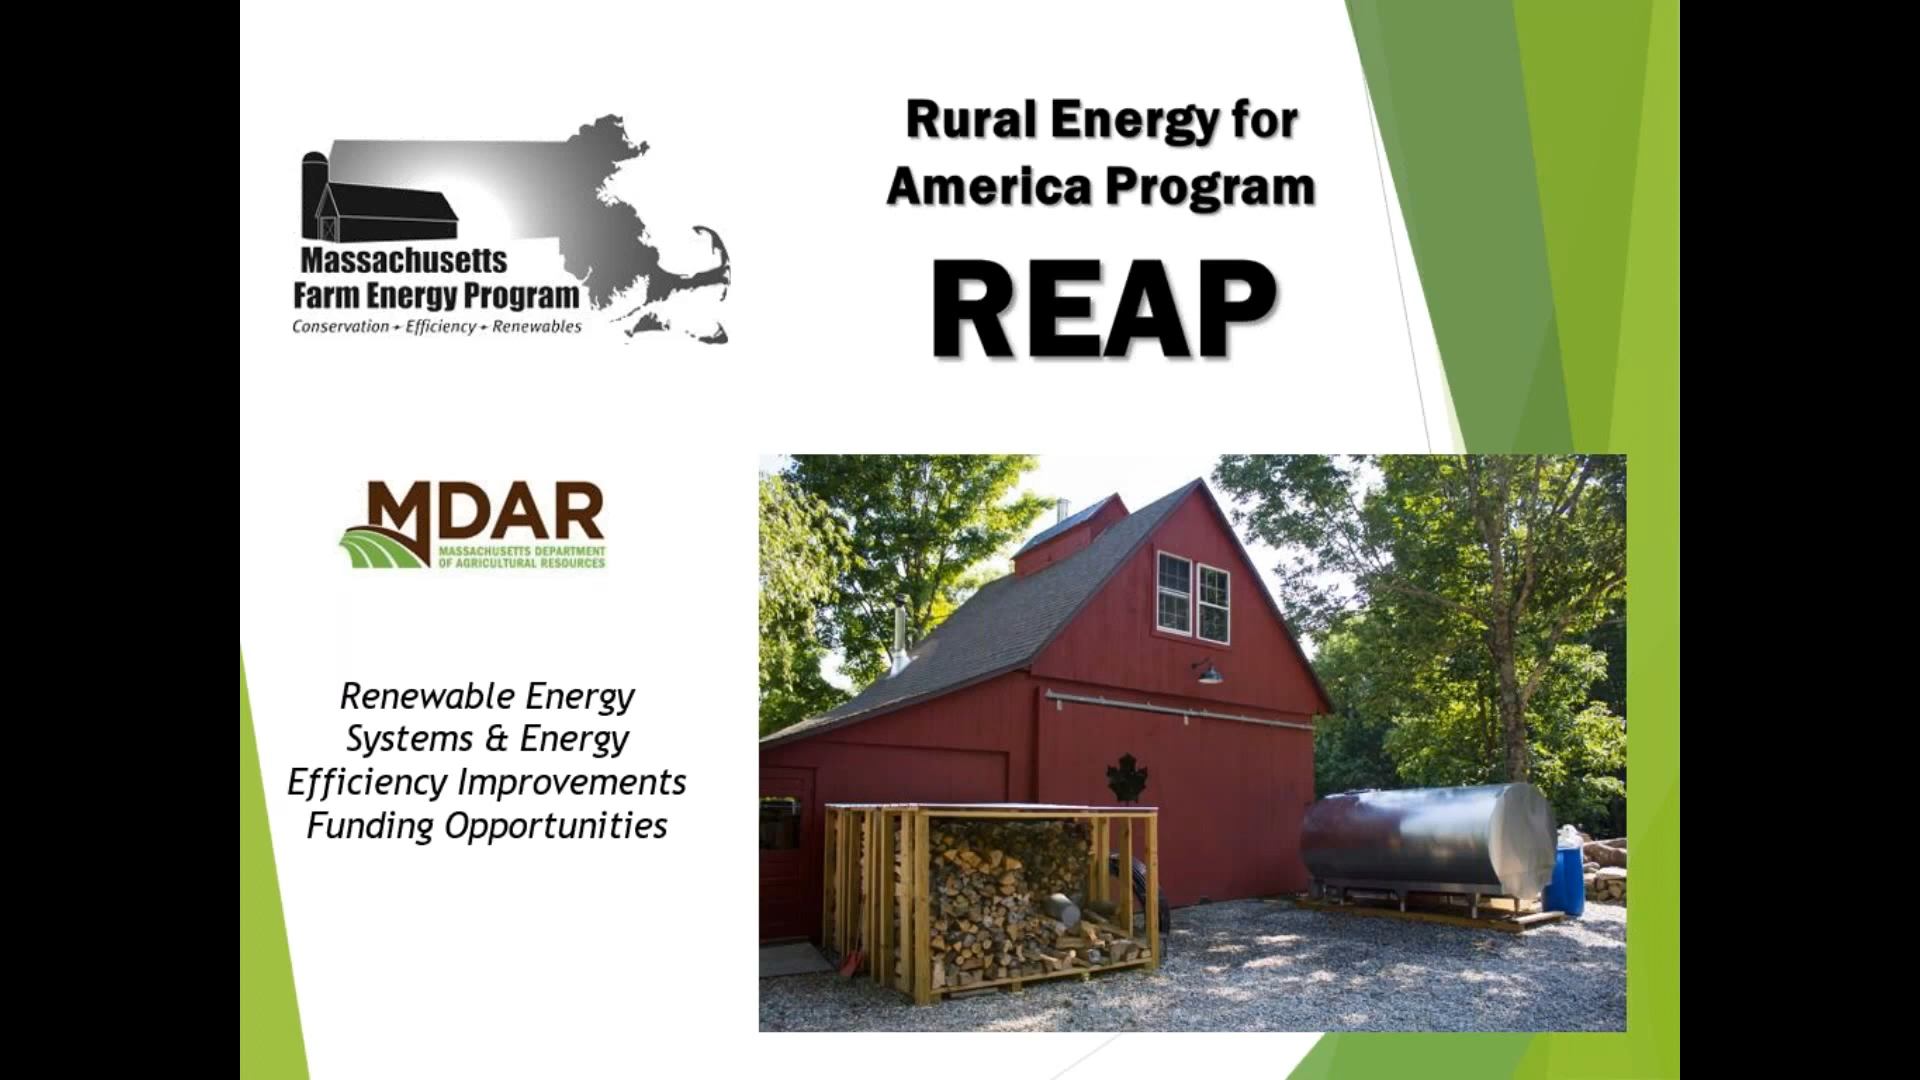 Rural Energy for
America Program
REAP
Massachusetts
Farm Energy Program
Conservation + Efficiency + Renewables
MDAR
MASSACHUSETTS DEPARTMENT
OF AGRICULTURAL RESOURCES
Renewable Energy
Systems & Energy
Efficiency Improvements
Funding Opportunities